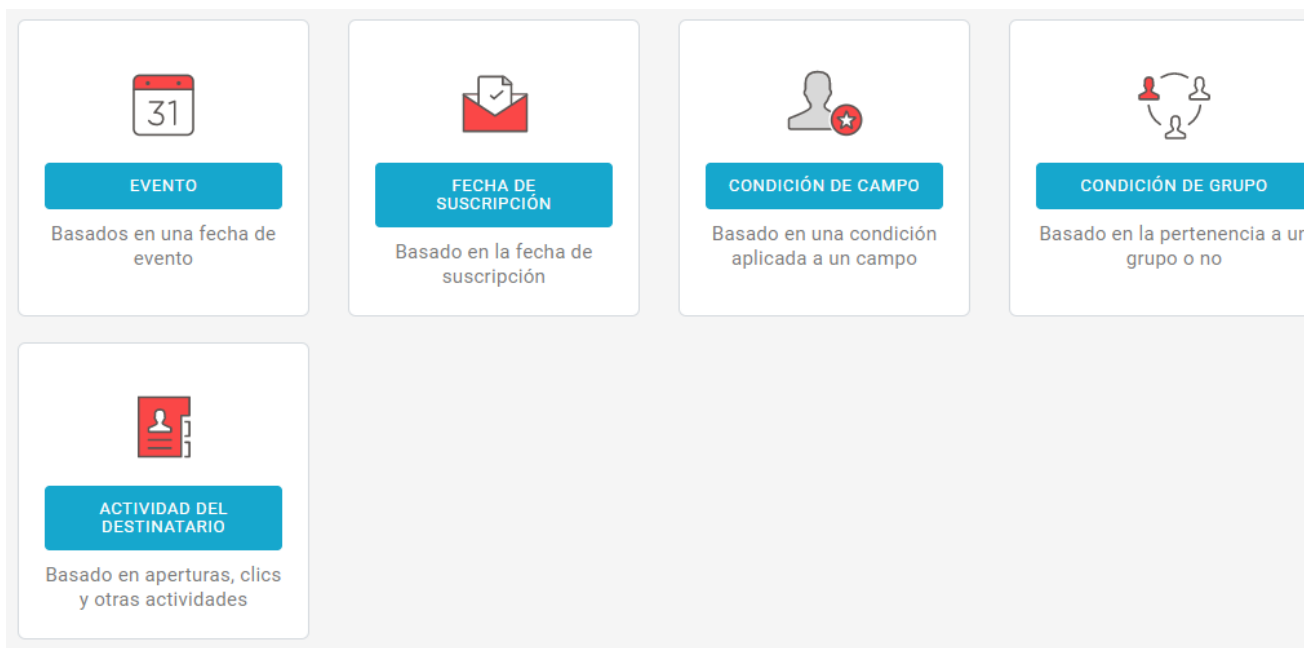 31
EVENTO
Basados en una fecha de
evento
FECHA DE
SUSCRIPCIÓN
Basado en la fecha de
suscripción
CONDICIÓN DE CAMPO
Basado en una condición
aplicada a un campo
CONDICIÓN DE GRUPO
Basado en la pertenencia a
grupo o no
ACTIVIDAD DEL
DESTINATARIO
Basado en aperturas, clics
y otras actividades